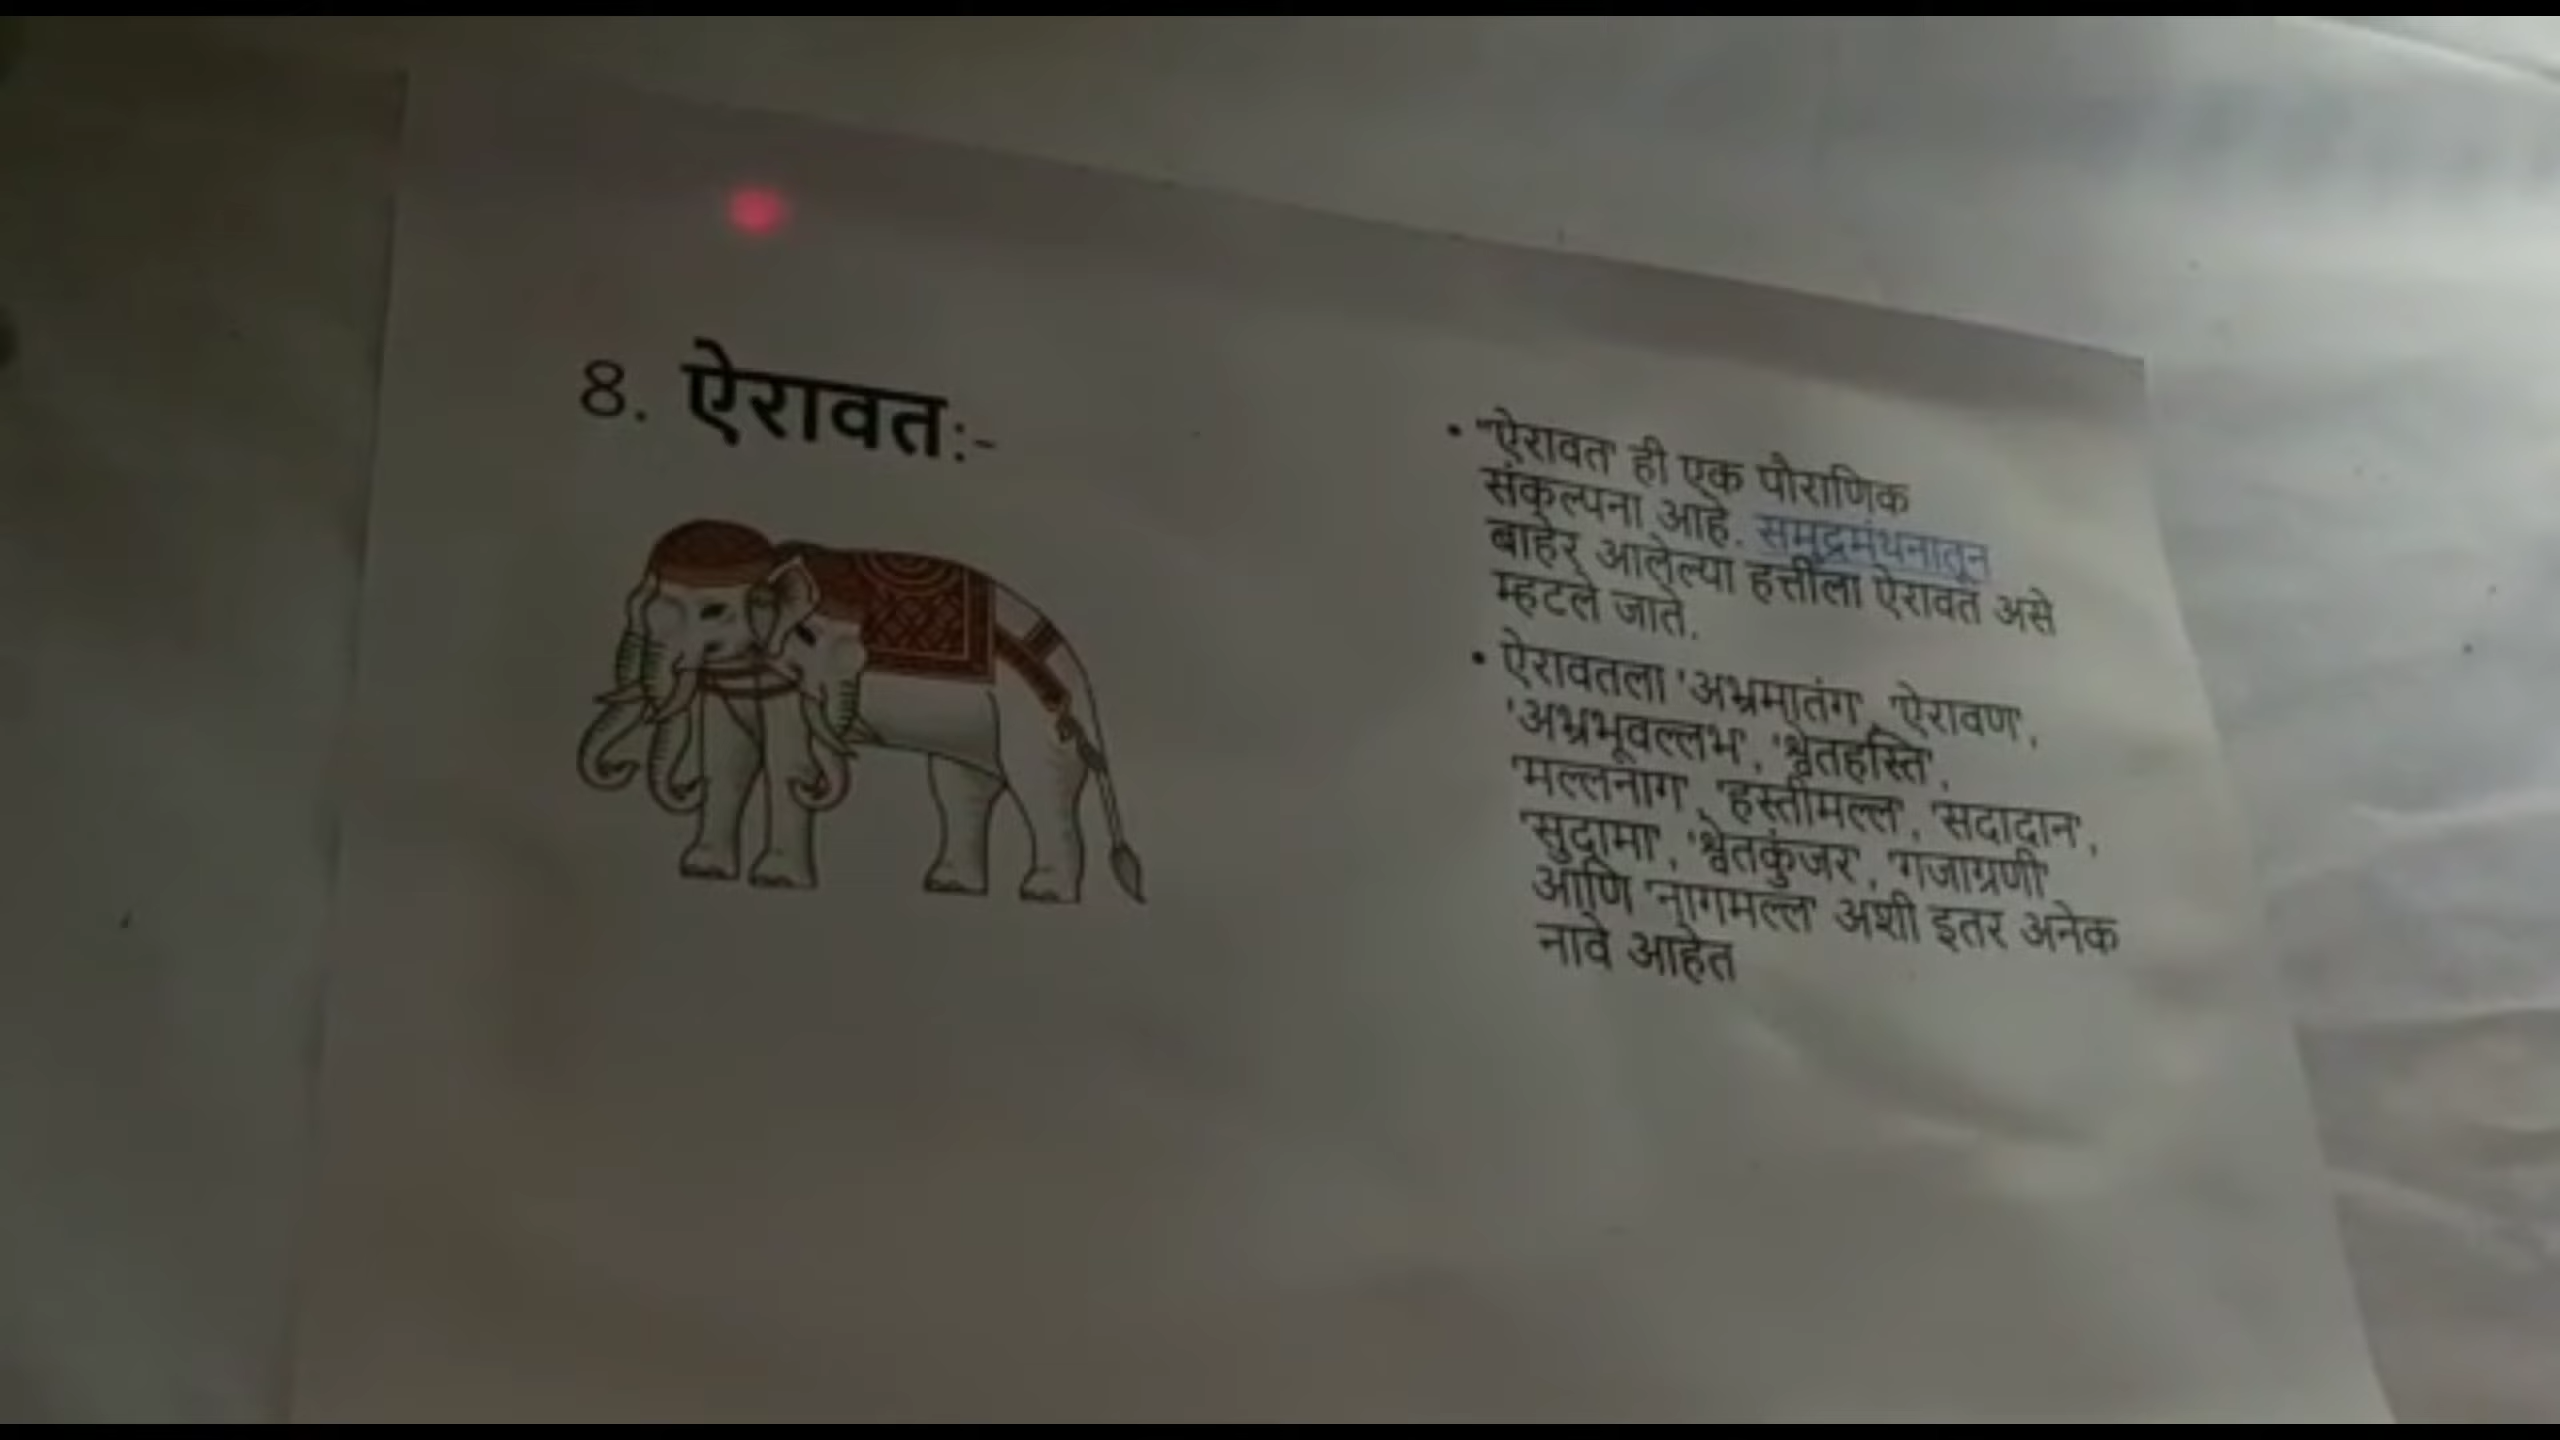 8. ऐरावत:-
• "ऐरावत' ही एक पौराणिक
संकल्पना आहे. समुद्रमंथनातून
बाहेर आलेल्या हत्तीला ऐरावत असे
म्हटले जाते.
• ऐरावतला 'अभ्रमातंग', 'ऐरावण',
'अभ्रभूवल्लभ', 'श्वेतहस्ति',
'मल्लनाग', 'हस्तीमल्ल', 'सदादान',
'सुदामा', 'श्वेतकुंजर', 'गजाग्रणी'
आणि 'नागमल्ल' अशी इतर अनेक
नावे आहेत